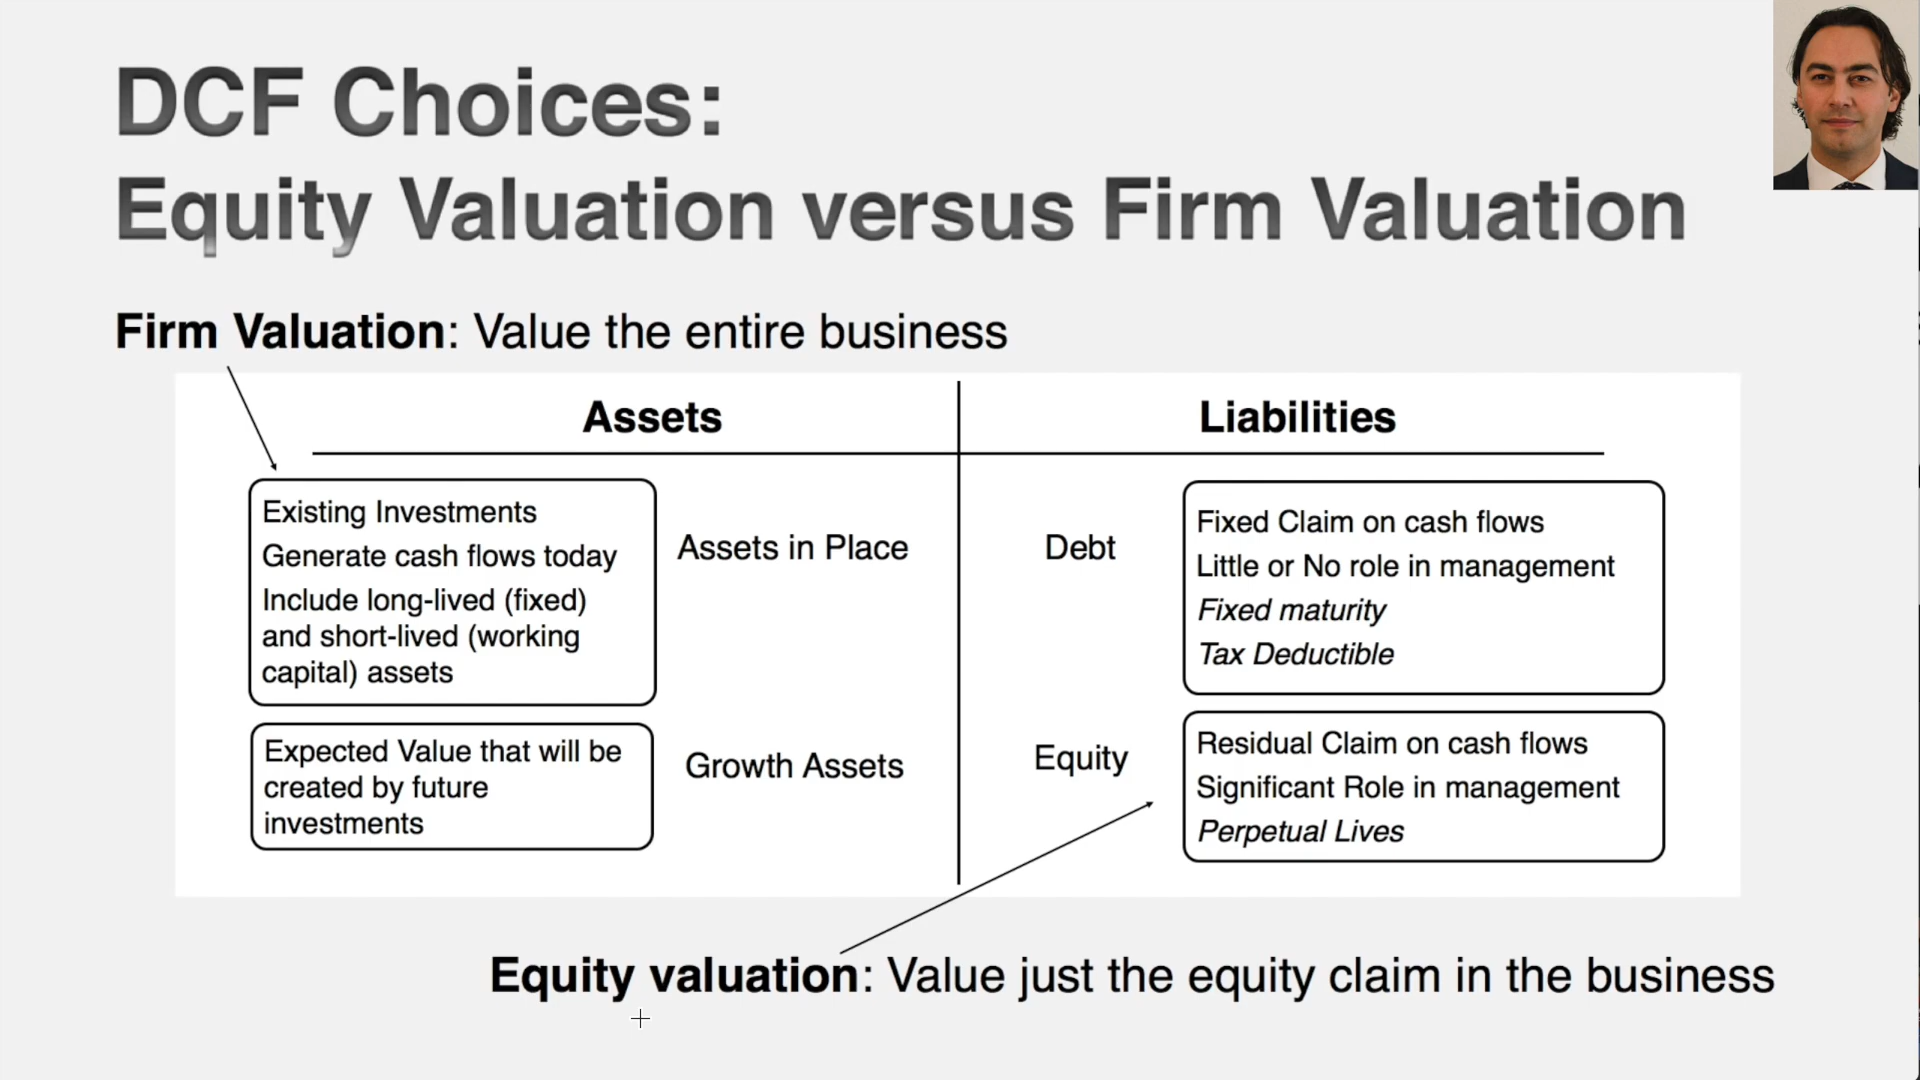 DCF Choices:
Equity Valuation versus Firm Valuation
Firm Valuation: Value the entire business
Assets
Liabilities
Existing Investments
Generate cash flows today
Include long-lived (fixed)
and short-lived (working
capital) assets
Assets in Place
Debt
Fixed Claim on cash flows
Little or No role in management
Fixed maturity
Tax Deductible
Expected Value that will be
created by future
investments
Growth Assets
Equity
Residual Claim on cash flows
Significant Role in management
Perpetual Lives
Equity valuation: Value just the equity claim in the business